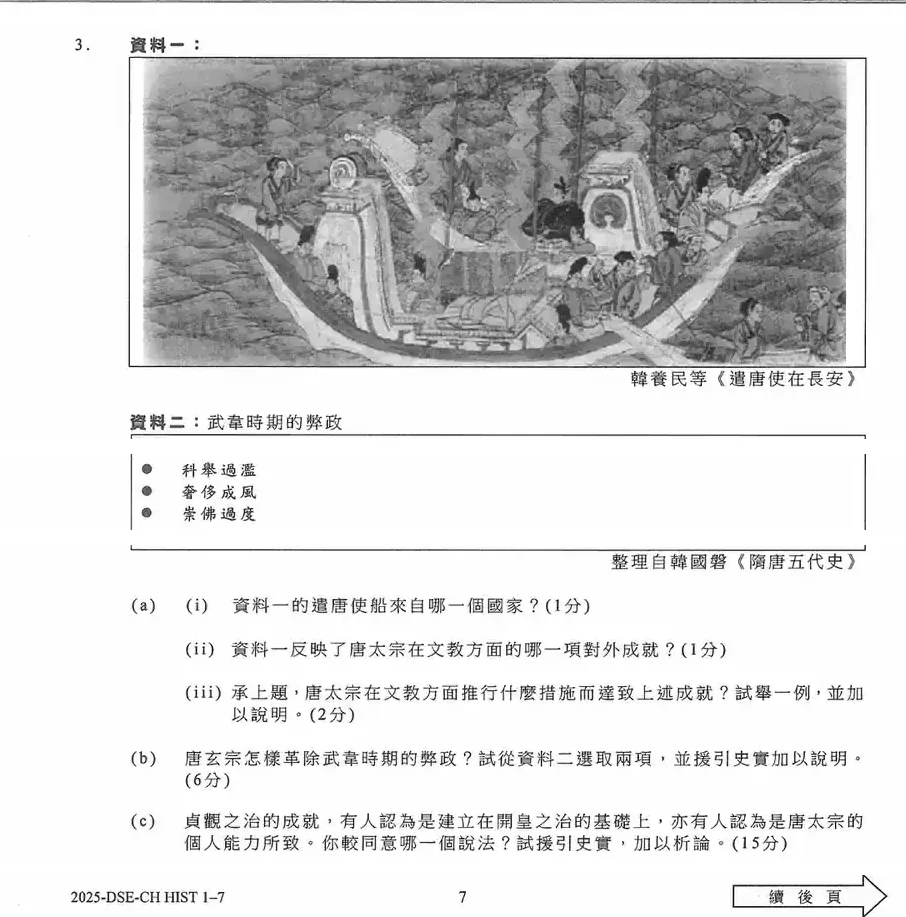 3. 資料一：
韓養民等《遣唐使在長安》
資料二：武韋時期的弊政
● 科舉過濫
● 奢侈成風
● 崇佛過度
整理自韓國磐《隋唐五代史》
(a) (i) 資料一的遣唐使船來自哪一個國家？(1分)
(ii) 資料一反映了唐太宗在文教方面的哪一項對外成就？(1分)
(iii) 承上題，唐太宗在文教方面推行什麼措施而達致上述成就？試舉一例，並加
以說明。(2分)
(b) 唐玄宗怎樣革除武韋時期的弊政？試從資料二選取兩項，並援引史實加以說明。
(6分)
(c) 貞觀之治的成就，有人認為是建立在開皇之治的基礎上，亦有人認為是唐太宗的
個人能力所致。你較同意哪一個說法？試援引史實，加以析論。(15分)
2025-DSE-CH HIST 1–7
7
續後頁